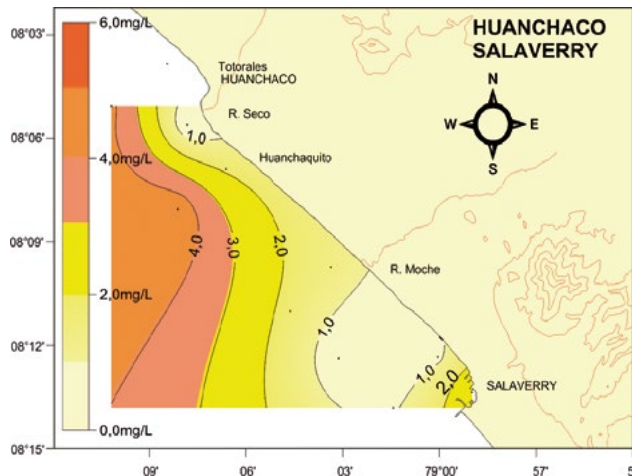 HUANCHACO
SALAVERRY
N
W E
S
6,0mg/L
4,0mg/L
2,0mg/L
0,0mg/L
08°03'
08°06'
08°09'
08°12'
08°15'
Totorales
HUANCHACO
R. Seco
1,0
Huanchaquito
4,0
3,0
2,0
R. Moche
1,0
1,0
2,0
SALAVERRY
09'
06'
03'
79°00'
57'
5